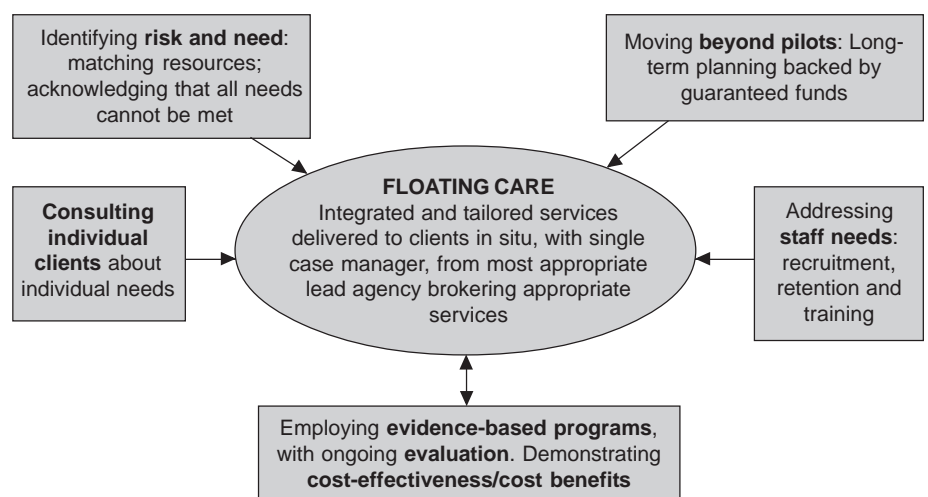 Identifying risk and need:
matching resources;
acknowledging that all needs
cannot be met
Moving beyond pilots: Long-
term planning backed by
guaranteed funds
FLOATING CARE
Integrated and tailored services
delivered to clients in situ, with single
case manager, from most appropriate
lead agency brokering appropriate
services
Consulting
individual
clients about
individual needs
Addressing
staff needs:
recruitment,
retention and
training
Employing evidence-based programs,
with ongoing evaluation. Demonstrating
cost-effectiveness/cost benefits